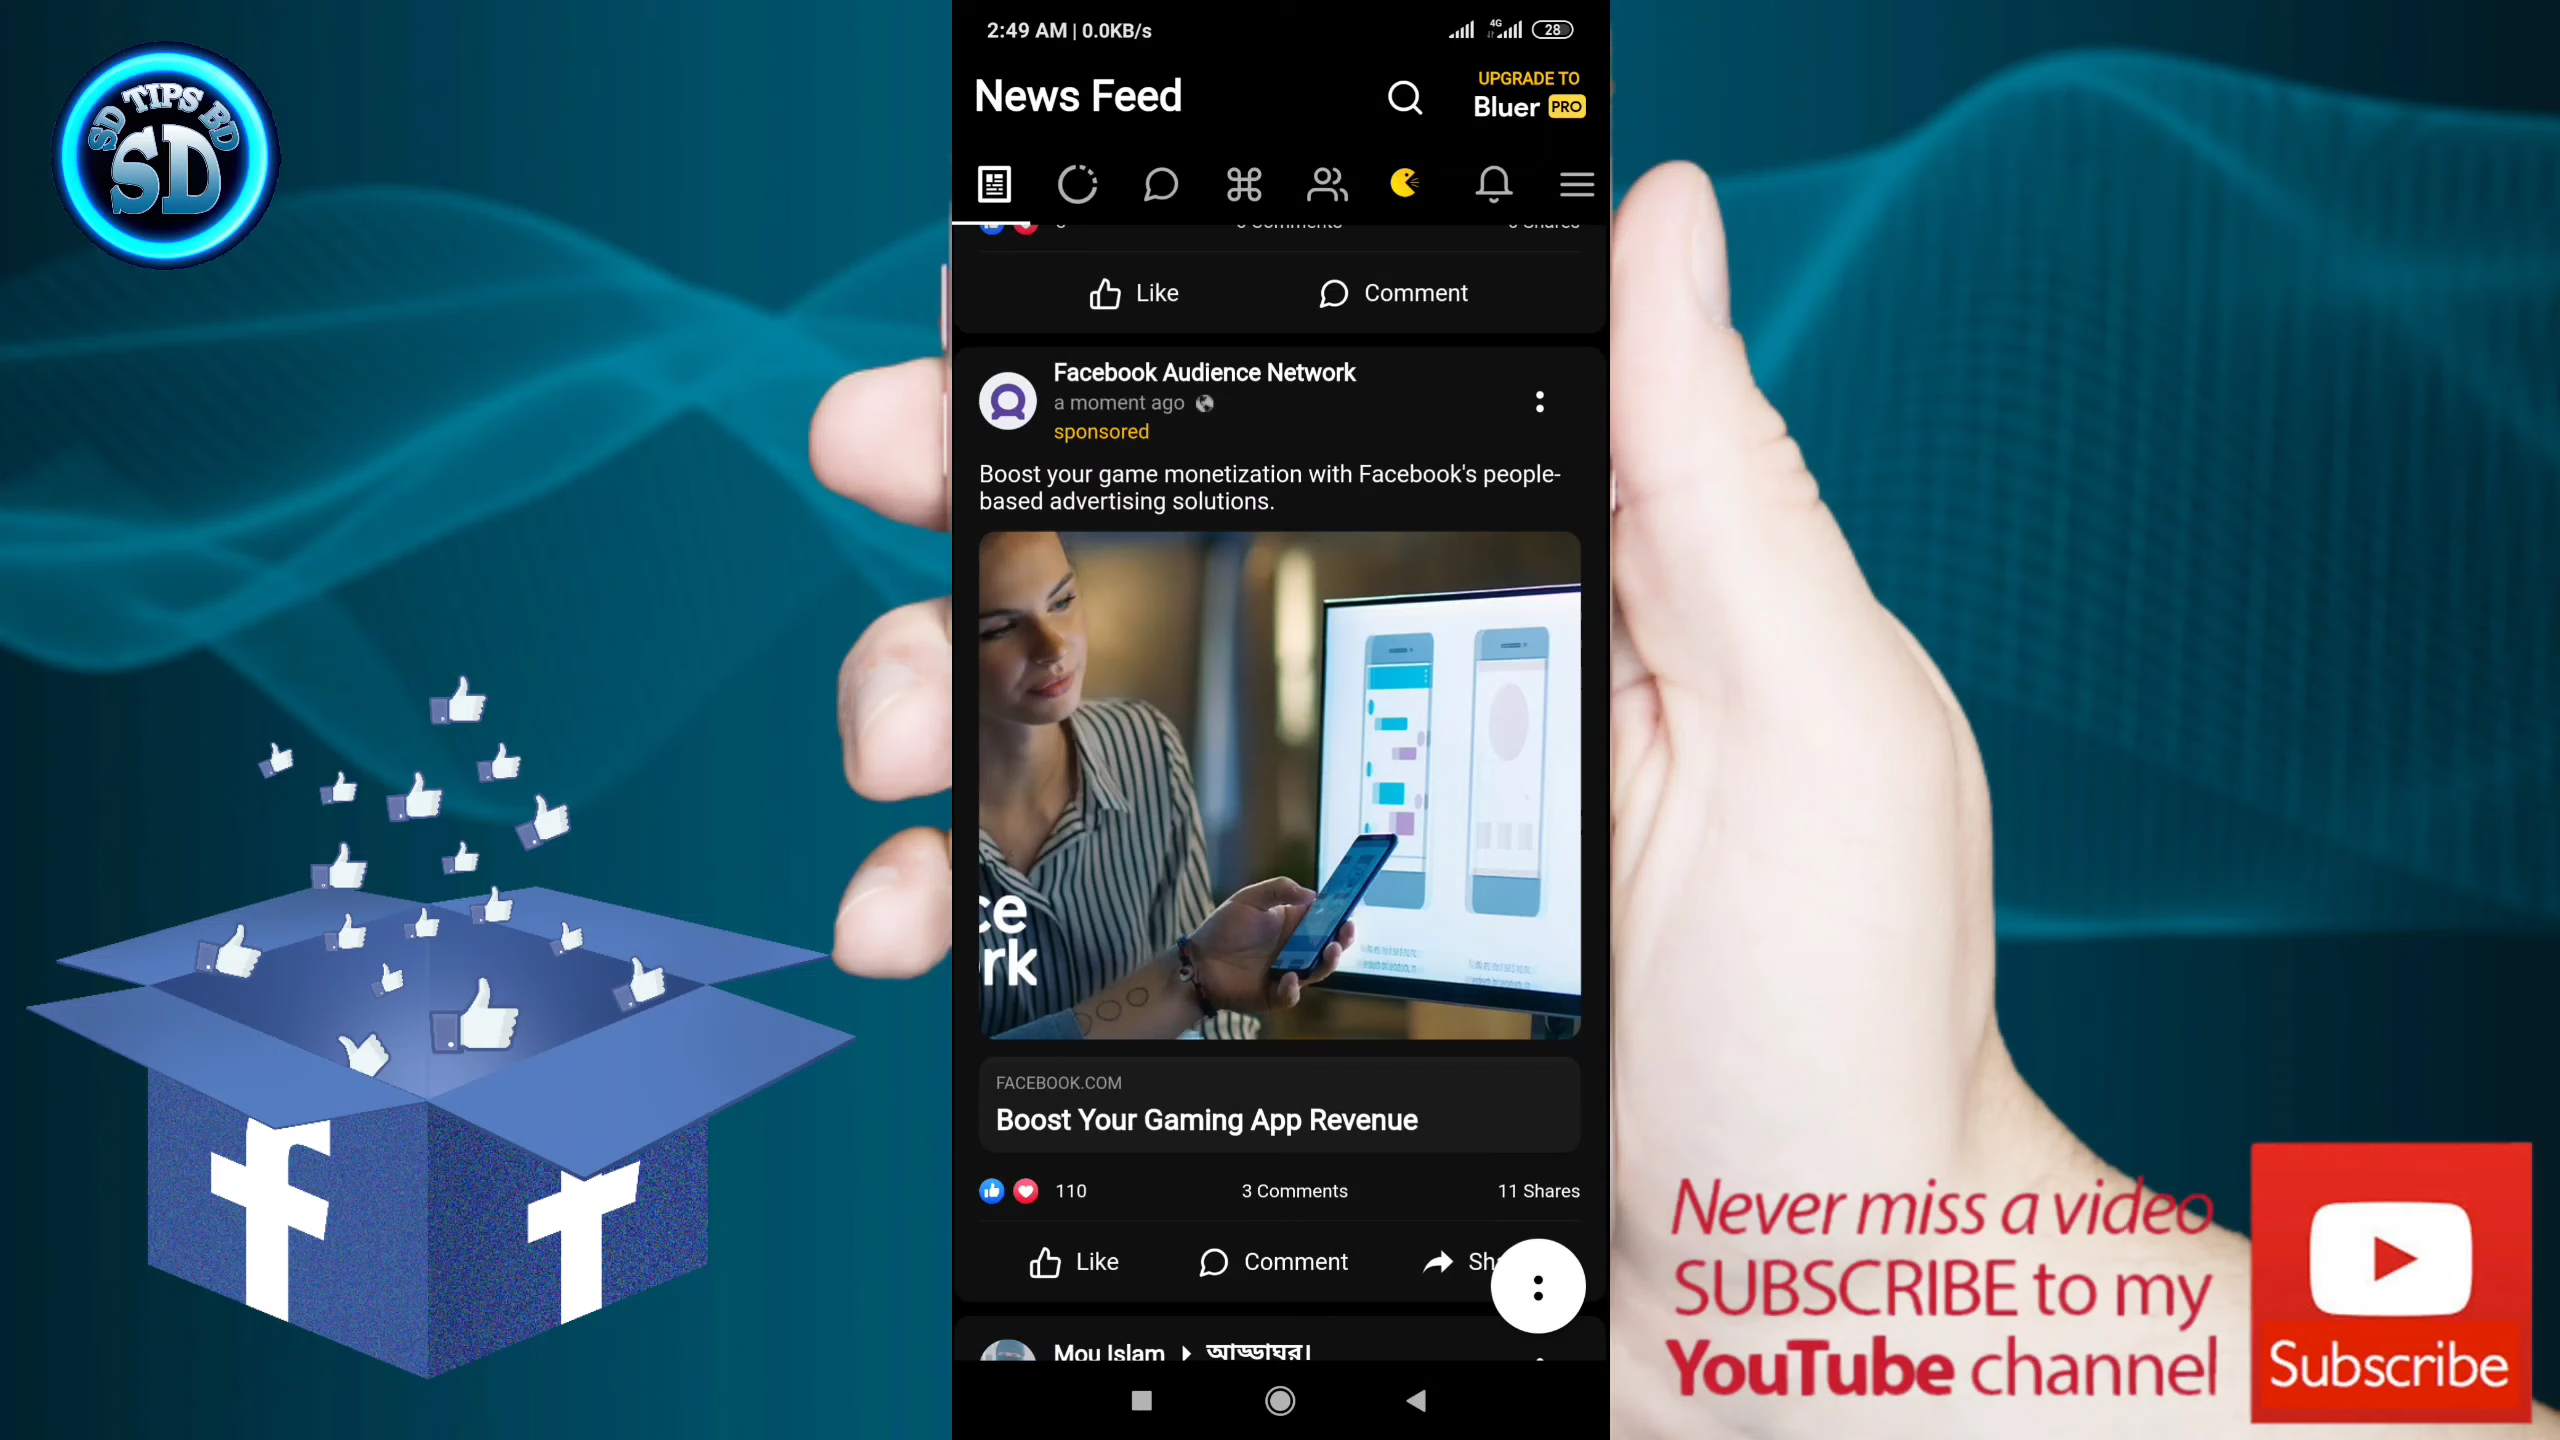 SD TIPS BD
SD
2:49 AM | 0.0KB/s
4G
28
News Feed
UPGRADE TO
Bluer PRO
Comments
Shares
Like
Comment
Facebook Audience Network
a moment ago
sponsored
Boost your game monetization with Facebook's people-
based advertising solutions.
ce
rk
FACEBOOK.COM
Boost Your Gaming App Revenue
110
3 Comments
11 Shares
Like
Comment
Mou Islam
আড্ডাঘর।
f
f
Never miss a video
SUBSCRIBE to my
YouTube channel
Subscribe